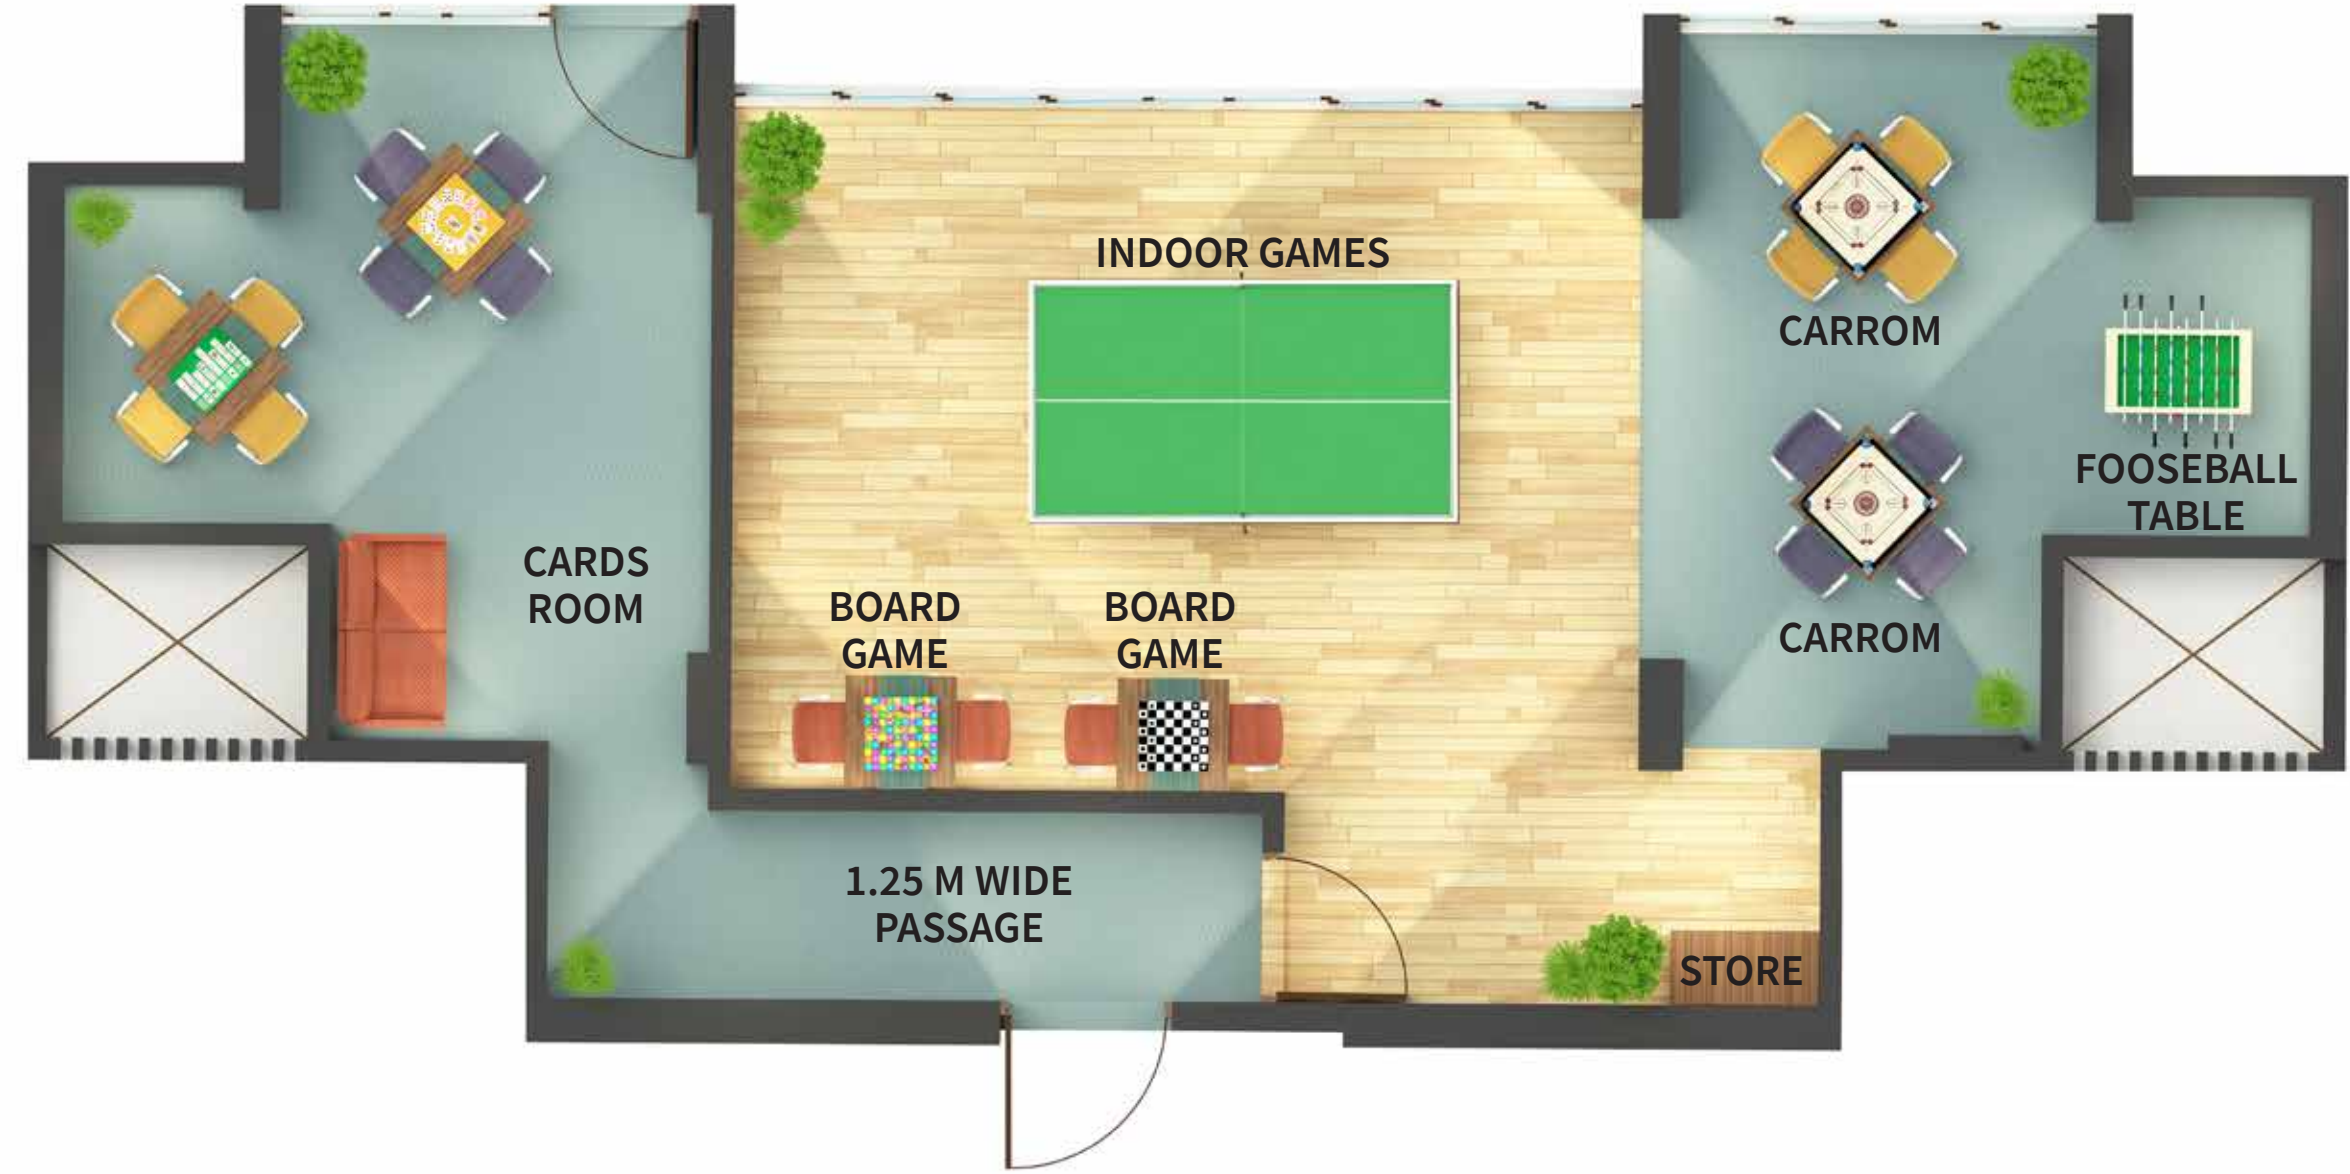 INDOOR GAMES
CARROM
FOOSEBALL
TABLE
CARDS
ROOM
BOARD
GAME
BOARD
GAME
CARROM
1.25 M WIDE
PASSAGE
STORE